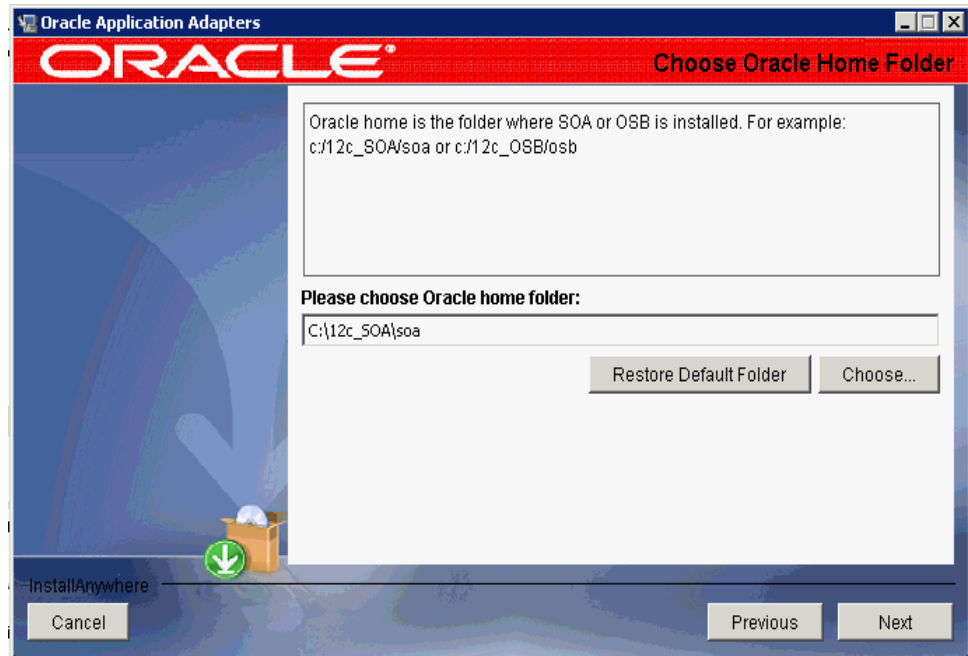 Oracle Application Adapters
ORACLE®
Choose Oracle Home Folder
Oracle home is the folder where SOA or OSB is installed. For example:
c:/12c_SOA/soa or c:/12c_OSB/osb
Please choose Oracle home folder:
C:\12c_SOA\soa
Restore Default Folder
Choose...
InstallAnywhere
Cancel
Previous
Next